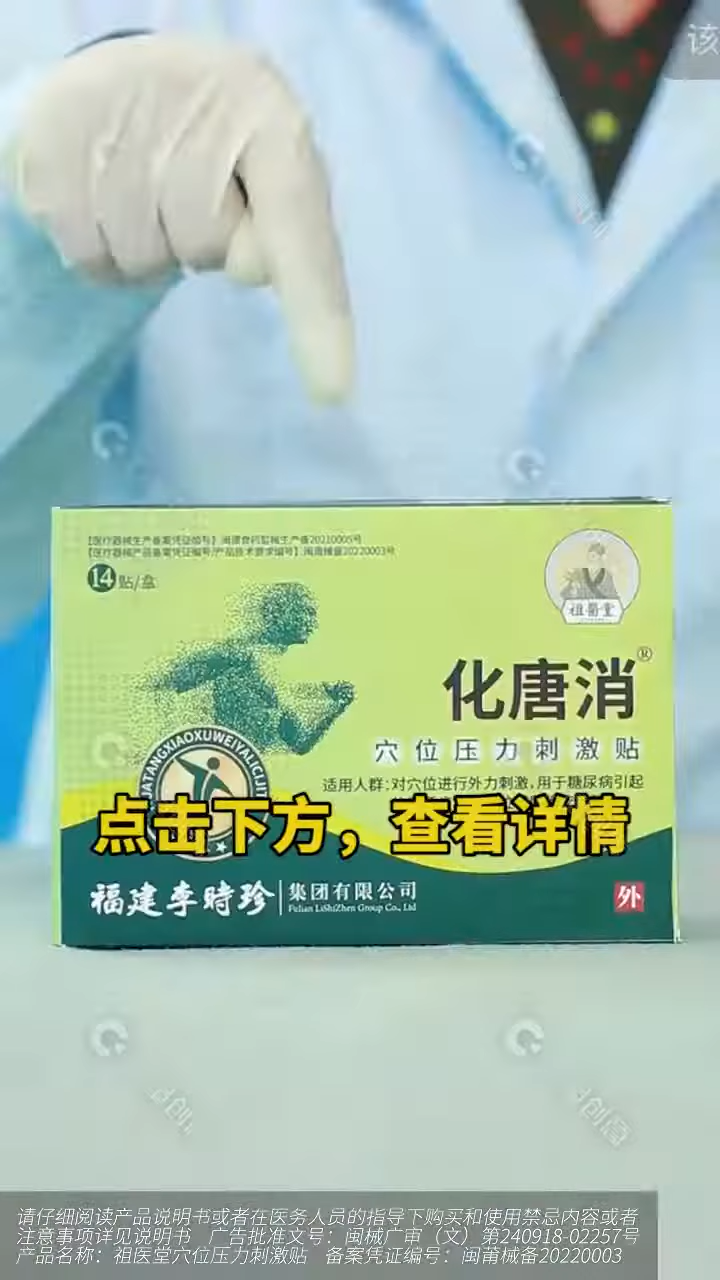 该
【医疗器械生产备案凭证编号】闽莆食药监械生产备20210005号
【医疗器械产品备案凭证编号/产品技术要求编号】闽莆械备20220003号
14贴/盒
祖医堂
化唐消®
穴位压力刺激贴
适用人群：对穴位进行外力刺激，用于糖尿病引起
点击下方，查看详情
福建李时珍 集团有限公司
Fujian LiShiZhen Group Co., Ltd
外
请仔细阅读产品说明书或者在医务人员的指导下购买和使用禁忌内容或者
注意事项详见说明书 广告批准文号：闽械广审（文）第240918-02257号
产品名称：祖医堂穴位压力刺激贴 备案凭证编号：闽莆械备20220003